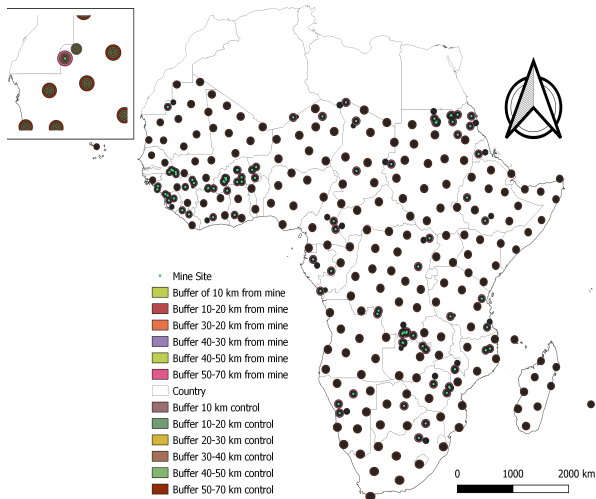 Mine Site
Buffer of 10 km from mine
Buffer 10-20 km from mine
Buffer 30-20 km from mine
Buffer 40-30 km from mine
Buffer 40-50 km from mine
Buffer 50-70 km from mine
Country
Buffer 10 km control
Buffer 10-20 km control
Buffer 20-30 km control
Buffer 30-40 km control
Buffer 40-50 km control
Buffer 50-70 km control
0 1000 2000 km